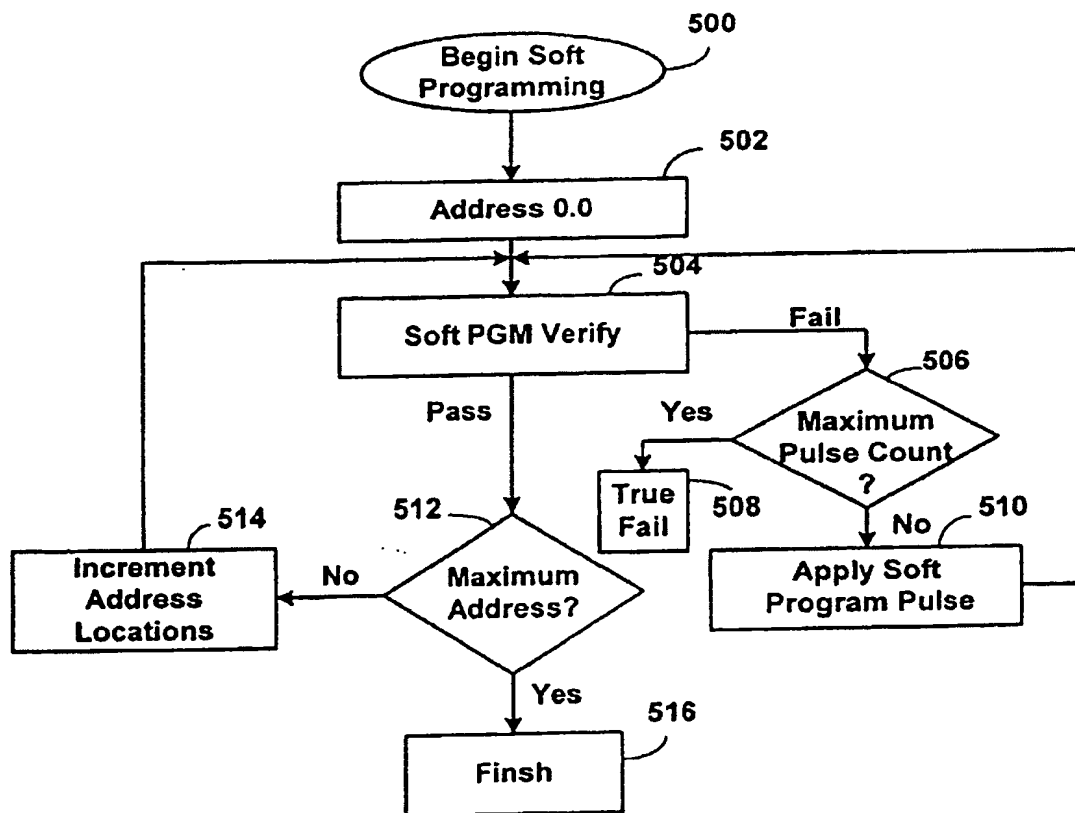 500
Begin Soft
Programming
502
Address 0.0
504
Soft PGM Verify
Fail
506
Pass
Yes
Maximum
Pulse Count
?
True
Fail
508
No
510
Apply Soft
Program Pulse
512
514
Increment
Address
Locations
No
Maximum
Address?
Yes
516
Finsh